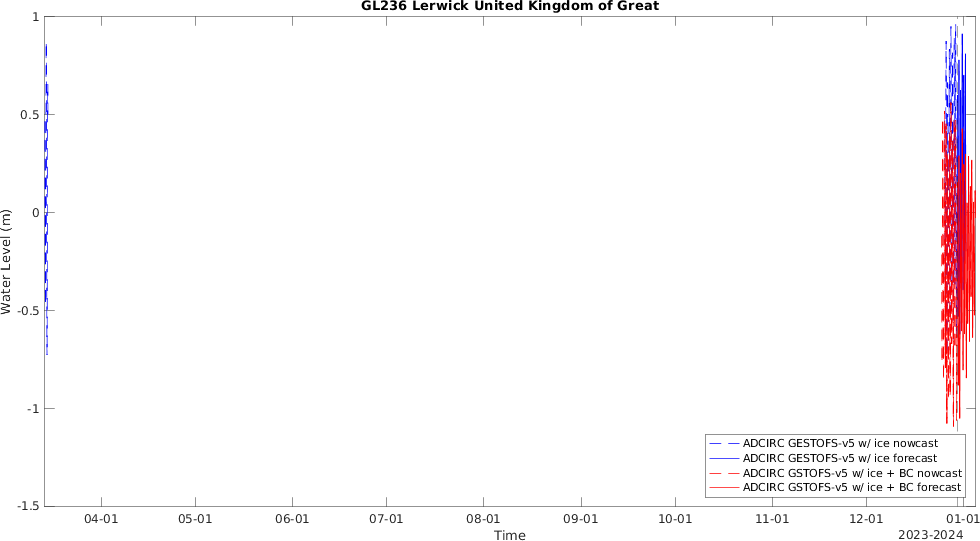 GL236 Lerwick United Kingdom of Great
1
0.5
0
-0.5
-1
-1.5
Water Level (m)
04-01 05-01 06-01 07-01 08-01 09-01 10-01 11-01 12-01 01-01
Time
2023-2024
ADCIRC GESTOFS-v5 w/ ice nowcast
ADCIRC GESTOFS-v5 w/ ice forecast
ADCIRC GSTOFS-v5 w/ ice + BC nowcast
ADCIRC GSTOFS-v5 w/ ice + BC forecast